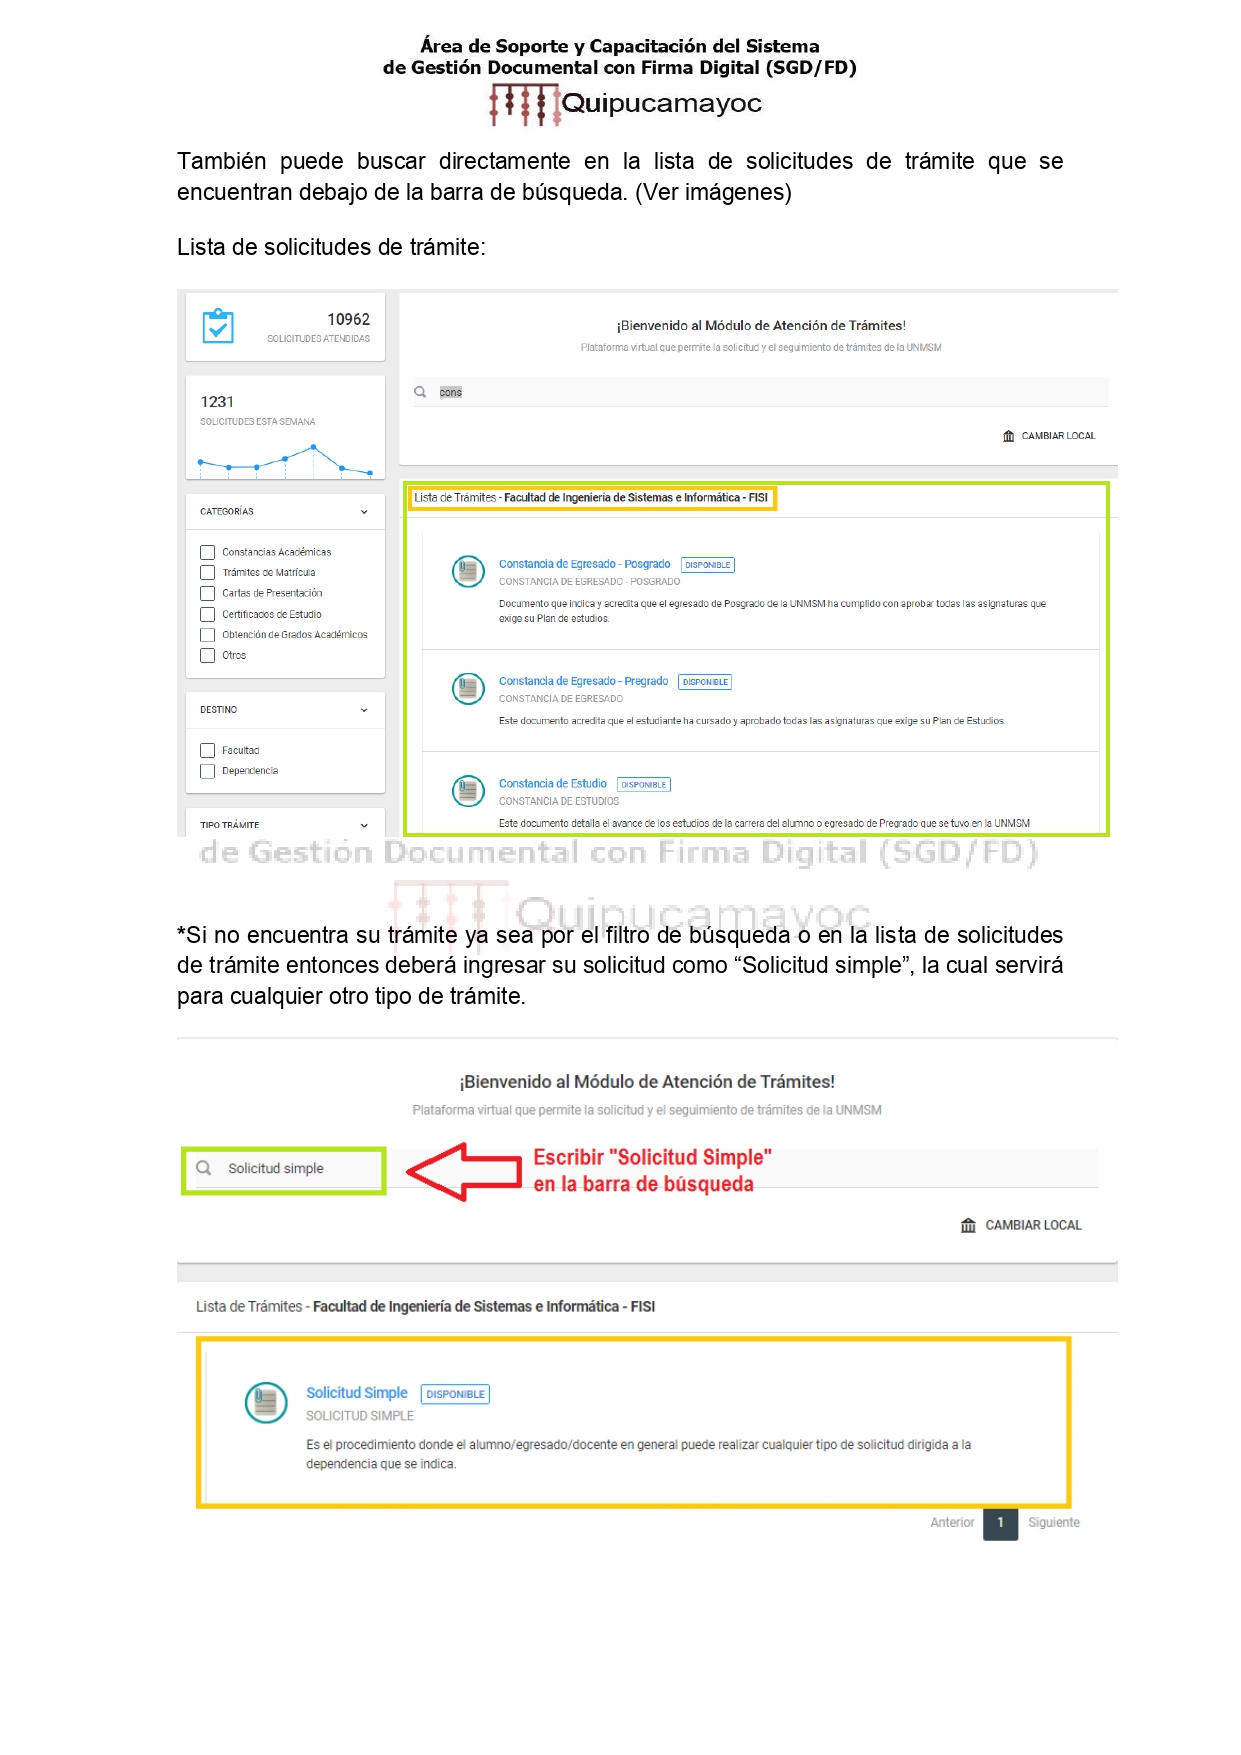 Área de Soporte y Capacitación del Sistema
de Gestión Documental con Firma Digital (SGD/FD)
Quipucamayoc
También puede buscar directamente en la lista de solicitudes de trámite que se
encuentran debajo de la barra de búsqueda. (Ver imágenes)
Lista de solicitudes de trámite:
10962
SOLICITUDES ATENDIDAS
1231
SOLICITUDES ESTA SEMANA
CATEGORÍAS
Constancias Académicas
Trámites de Matrícula
Cartas de Presentación
Certificados de Estudio
Obtención de Grados Académicos
Otros
DESTINO
Facultad
Dependencia
TIPO TRÁMITE
¡Bienvenido al Módulo de Atención de Trámites!
Plataforma virtual que permite la solicitud y el seguimiento de trámites de la UNMSM
cons
CAMBIAR LOCAL
Lista de Trámites - Facultad de Ingeniería de Sistemas e Informática - FISI
Constancia de Egresado - Posgrado DISPONIBLE
CONSTANCIA DE EGRESADO - POSGRADO
Documento que indica y acredita que el egresado de Posgrado de la UNMSM ha cumplido con aprobar todas las asignaturas que
exige su Plan de estudios.
Constancia de Egresado - Pregrado DISPONIBLE
CONSTANCIA DE EGRESADO
Este documento acredita que el estudiante ha cursado y aprobado todas las asignaturas que exige su Plan de Estudios.
Constancia de Estudio DISPONIBLE
CONSTANCIA DE ESTUDIOS
Este documento detalla el avance de los estudios de la carrera del alumno o egresado de Pregrado que se tuvo en la UNMSM
de Gestión Documental con Firma Digital (SGD/FD)
Quipucamayoc
*Si no encuentra su trámite ya sea por el filtro de búsqueda o en la lista de solicitudes
de trámite entonces deberá ingresar su solicitud como “Solicitud simple”, la cual servirá
para cualquier otro tipo de trámite.
¡Bienvenido al Módulo de Atención de Trámites!
Plataforma virtual que permite la solicitud y el seguimiento de trámites de la UNMSM
Solicitud simple
Escribir "Solicitud Simple"
en la barra de búsqueda
CAMBIAR LOCAL
Lista de Trámites - Facultad de Ingeniería de Sistemas e Informática - FISI
Solicitud Simple DISPONIBLE
SOLICITUD SIMPLE
Es el procedimiento donde el alumno/egresado/docente en general puede realizar cualquier tipo de solicitud dirigida a la
dependencia que se indica.
Anterior 1 Siguiente